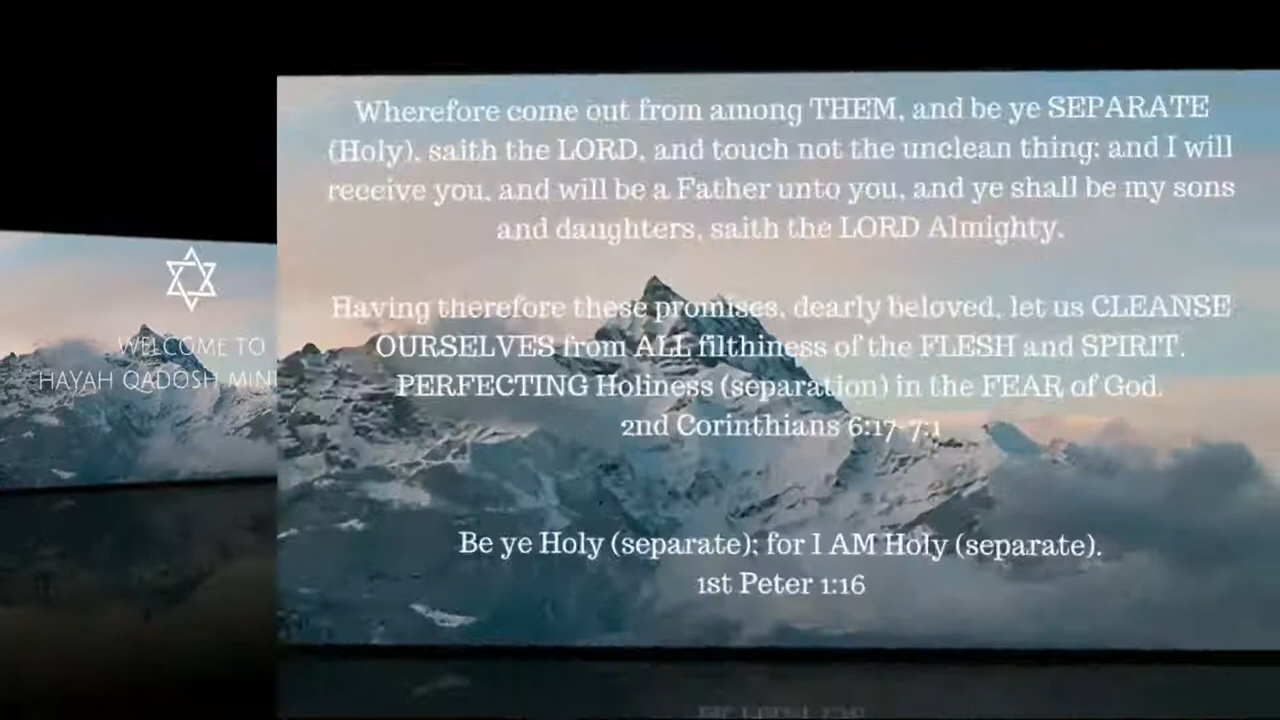 WELCOME TO
HAYAH QADOSH
Wherefore come out from among THEM, and be ye SEPARATE
(Holy), saith the LORD, and touch not the unclean thing; and I will
receive you, and will be a Father unto you, and ye shall be my sons
and daughters, saith the LORD Almighty.
Having therefore these promises, dearly beloved, let us CLEANSE
OURSELVES from ALL filthiness of the FLESH and SPIRIT,
PERFECTING Holiness (separation) in the FEAR of God.
2nd Corinthians 6:17-7:1
Be ye Holy (separate); for I AM Holy (separate).
1st Peter 1:16